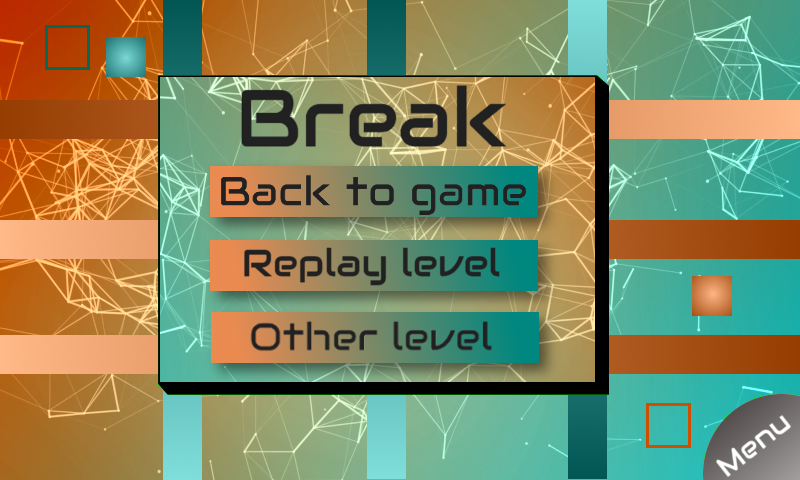 Break
Back to game
Replay level
Other level
Menu